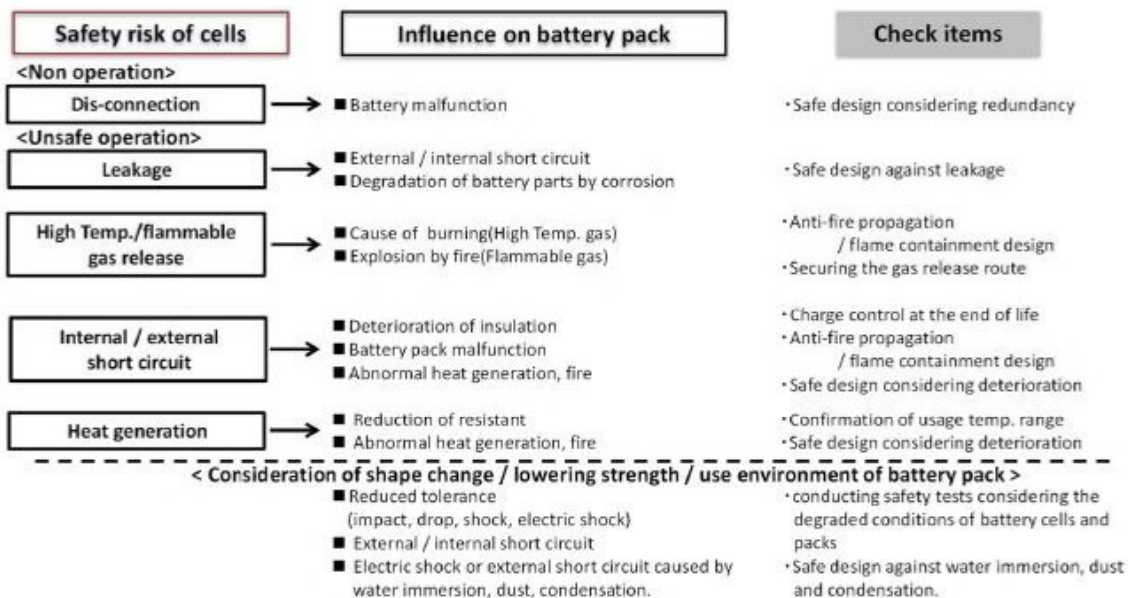 Safety risk of cells
Influence on battery pack
Check items
<Non operation>
Dis-connection
■ Battery malfunction
・Safe design considering redundancy
<Unsafe operation>
Leakage
■ External / internal short circuit
■ Degradation of battery parts by corrosion
・Safe design against leakage
High Temp./flammable
gas release
■ Cause of burning(High Temp. gas)
■ Explosion by fire(Flammable gas)
・Anti-fire propagation
/ flame containment design
・Securing the gas release route
Internal / external
short circuit
■ Deterioration of insulation
■ Battery pack malfunction
■ Abnormal heat generation, fire
・Charge control at the end of life
・Anti-fire propagation
/ flame containment design
・Safe design considering deterioration
Heat generation
■ Reduction of resistant
■ Abnormal heat generation, fire
・Confirmation of usage temp. range
・Safe design considering deterioration
< Consideration of shape change / lowering strength / use environment of battery pack >
■ Reduced tolerance
(impact, drop, shock, electric shock)
■ External / internal short circuit
■ Electric shock or external short circuit caused by
water immersion, dust, condensation.
・conducting safety tests considering the
degraded conditions of battery cells and
packs
・Safe design against water immersion, dust
and condensation.